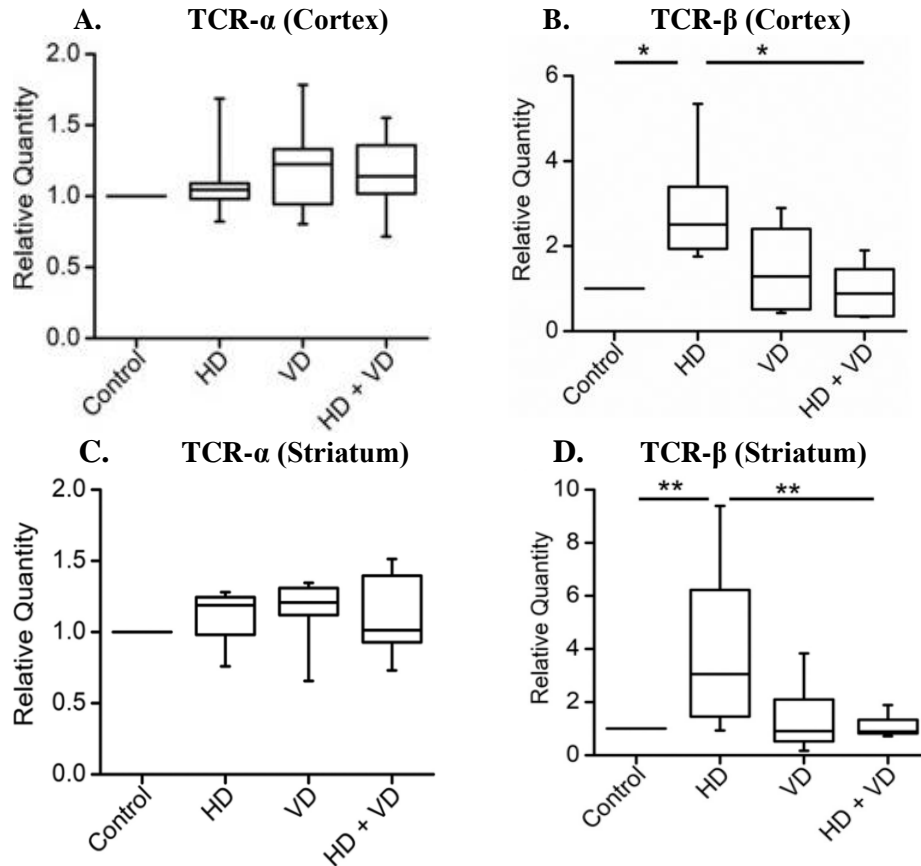 A. TCR-α (Cortex)
2.0
1.5
1.0
0.5
0.0
Relative Quantity
Control
HD
VD
HD + VD
B. TCR-β (Cortex)
* *
6
4
2
0
Relative Quantity
Control
HD
VD
HD + VD
C. TCR-α (Striatum)
2.0
1.5
1.0
0.5
0.0
Relative Quantity
Control
HD
VD
HD + VD
D. TCR-β (Striatum)
** **
10
8
6
4
2
0
Relative Quantity
Control
HD
VD
HD + VD